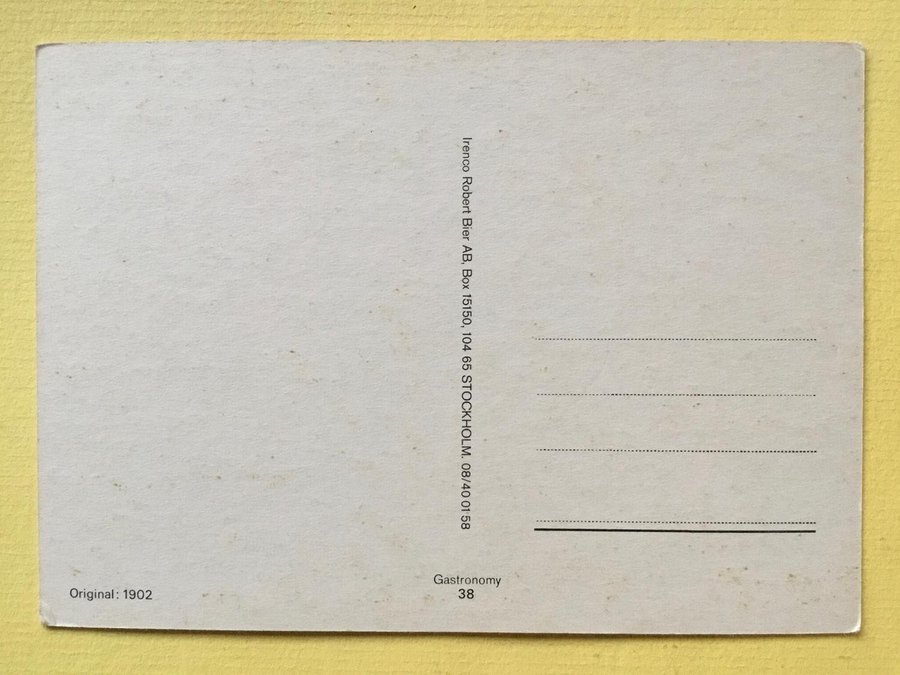 Irenco Robert Bier AB, Box 15150, 104 65 STOCKHOLM. 08/40 01 58
Original: 1902
Gastronomy
38